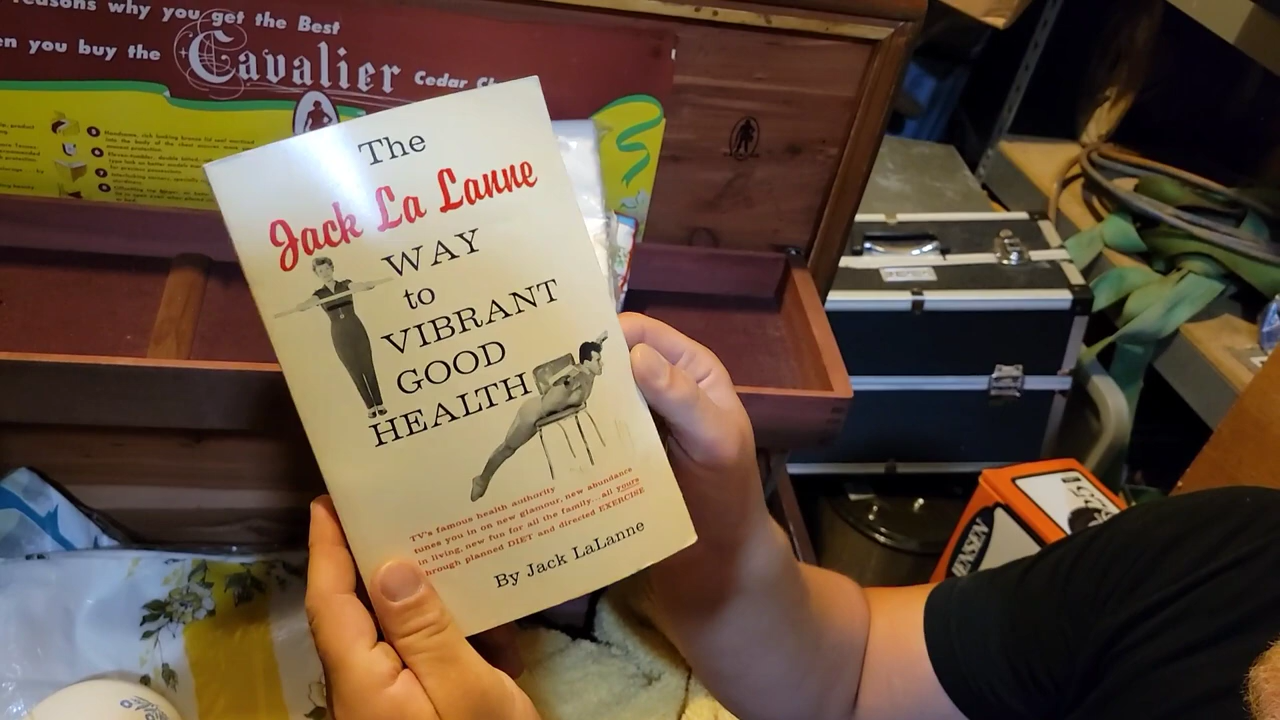 reasons why you get the Best
en you buy the Cavalier Cedar
The
Jack La Lanne
WAY
to
VIBRANT
GOOD
HEALTH
TV's famous health authority
tunes you in on new glamour, new abundance
in living, new fun for all the family...all yours
through planned DIET and directed EXERCISE
By Jack LaLanne
JENSEN